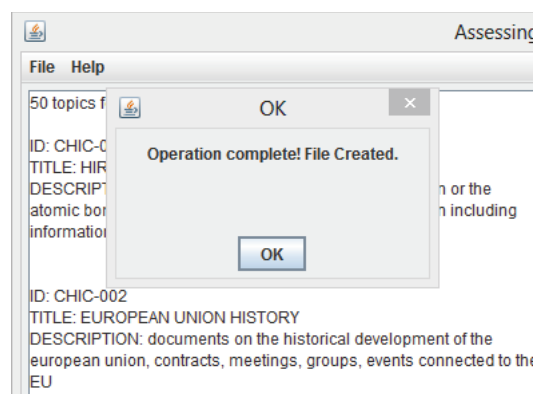 Assessing
File Help
50 topics f
OK
ID: CHIC-0
Operation complete! File Created.
TITLE: HIR
DESCRIPT
n or the
atomic bor
n including
information
OK
ID: CHIC-002
TITLE: EUROPEAN UNION HISTORY
DESCRIPTION: documents on the historical development of the
european union, contracts, meetings, groups, events connected to the
EU